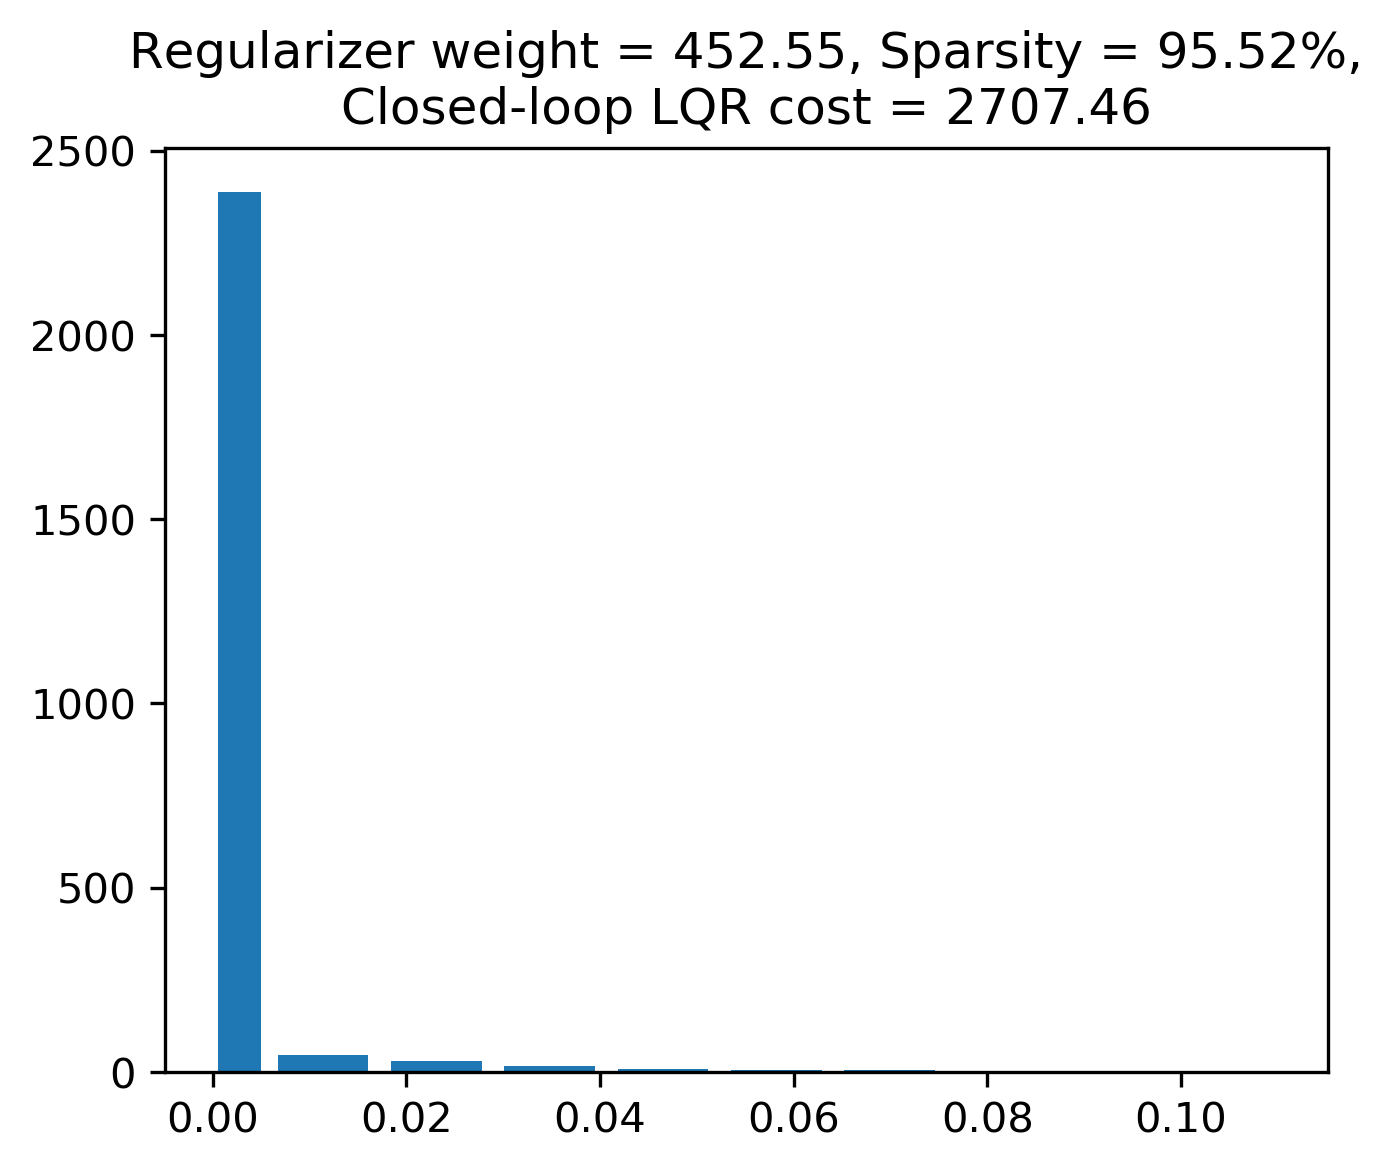 Regularizer weight = 452.55, Sparsity = 95.52%,
Closed-loop LQR cost = 2707.46
2500
2000
1500
1000
500
0
0.00 0.02 0.04 0.06 0.08 0.10